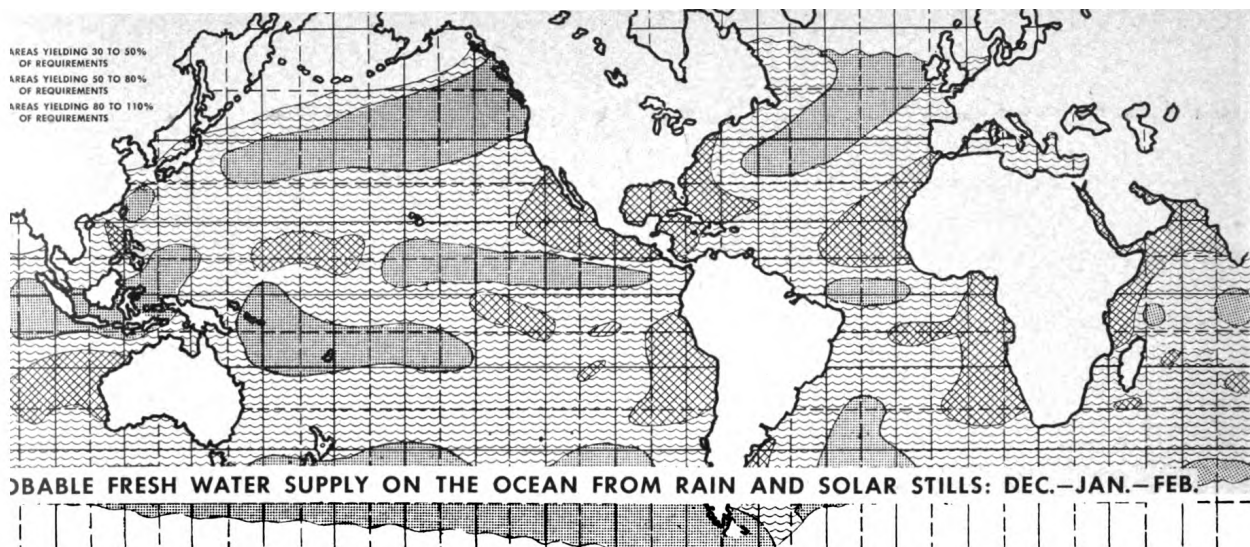 AREAS YIELDING 30 TO 50%
OF REQUIREMENTS
AREAS YIELDING 50 TO 80%
OF REQUIREMENTS
AREAS YIELDING 80 TO 110%
OF REQUIREMENTS
OBABLE FRESH WATER SUPPLY ON THE OCEAN FROM RAIN AND SOLAR STILLS: DEC.—JAN.—FEB.